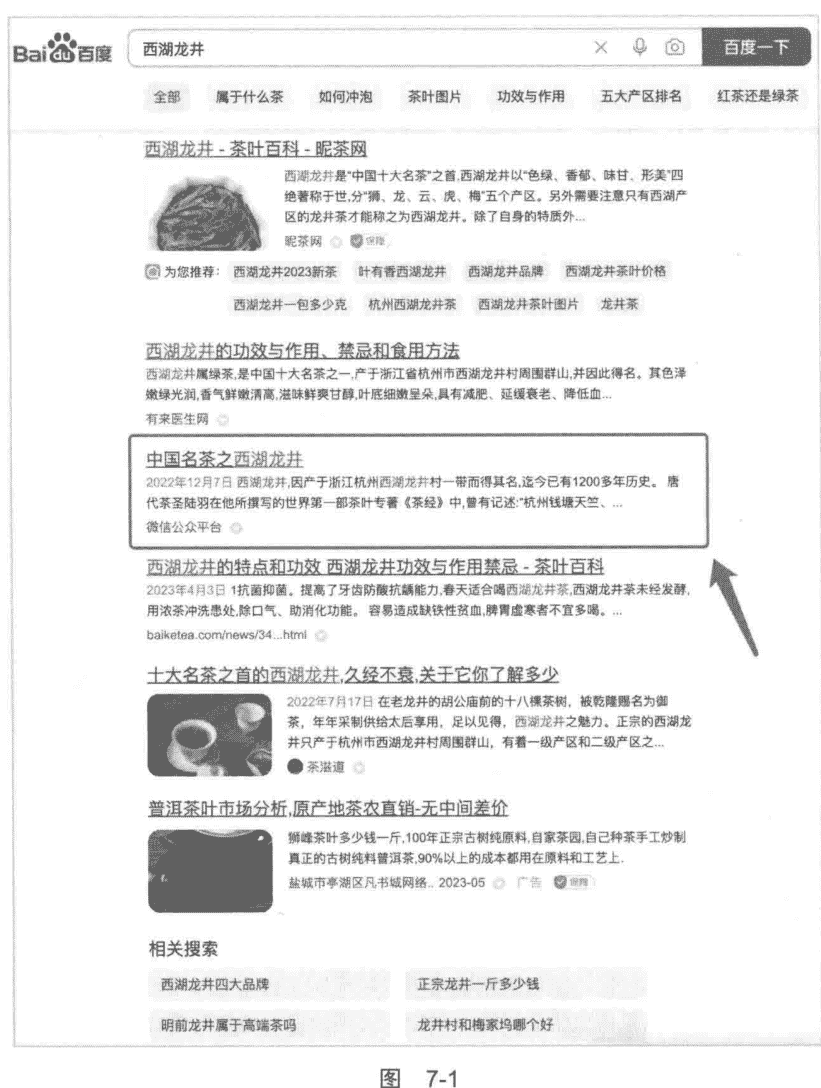 Bai du 百度
西湖龙井
百度一下
全部 属于什么茶 如何冲泡 茶叶图片 功效与作用 五大产区排名 红茶还是绿茶
西湖龙井 - 茶叶百科 - 昵茶网
西湖龙井是“中国十大名茶”之首,西湖龙井以“色绿、香郁、味甘、形美”四
绝著称于世,分“狮、龙、云、虎、梅”五个产区。另外需要注意只有西湖产
区的龙井茶才能称之为西湖龙井。除了自身的特质外...
昵茶网 保障
为您推荐: 西湖龙井2023新茶 叶有香西湖龙井 西湖龙井品牌 西湖龙井茶叶价格
西湖龙井一包多少克 杭州西湖龙井茶 西湖龙井茶叶图片 龙井茶
西湖龙井的功效与作用、禁忌和食用方法
西湖龙井属绿茶,是中国十大名茶之一,产于浙江省杭州市西湖龙井村周围群山,并因此得名。其色泽
嫩绿光润,香气鲜嫩清高,滋味鲜爽甘醇,叶底细嫩呈朵,具有减肥、延缓衰老、降低血...
有来医生网
中国名茶之西湖龙井
2022年12月7日 西湖龙井,因产于浙江杭州西湖龙井村一带而得其名,迄今已有1200多年历史。 唐
代茶圣陆羽在他所撰写的世界第一部茶叶专著《茶经》中,曾有记述:“杭州钱塘天竺、...
微信公众平台
西湖龙井的特点和功效 西湖龙井功效与作用禁忌 - 茶叶百科
2023年4月3日 1抗菌抑菌。提高了牙齿防酸抗龋能力,春天适合喝西湖龙井茶,西湖龙井茶未经发酵,
用浓茶冲洗患处,除口气、助消化功能。 容易造成缺铁性贫血,脾胃虚寒者不宜多喝。...
baiketea.com/news/34...html
十大名茶之首的西湖龙井,久经不衰,关于它你了解多少
2022年7月17日 在老龙井的胡公庙前的十八棵茶树，被乾隆赐名为御
茶，年年采制供给太后享用，足以见得，西湖龙井之魅力。正宗的西湖龙
井只产于杭州市西湖龙井村周围群山，有着一级产区和二级产区之...
茶滋道
普洱茶叶市场分析,原产地茶农直销-无中间差价
狮峰茶叶多少钱一斤,100年正宗古树纯原料,自家茶园,自己种茶手工炒制
真正的古树纯料普洱茶,90%以上的成本都用在原料和工艺上.
盐城市亭湖区凡书城网络.. 2023-05 广告 保障
相关搜索
西湖龙井四大品牌 正宗龙井一斤多少钱
明前龙井属于高端茶吗 龙井村和梅家坞哪个好
图 7-1